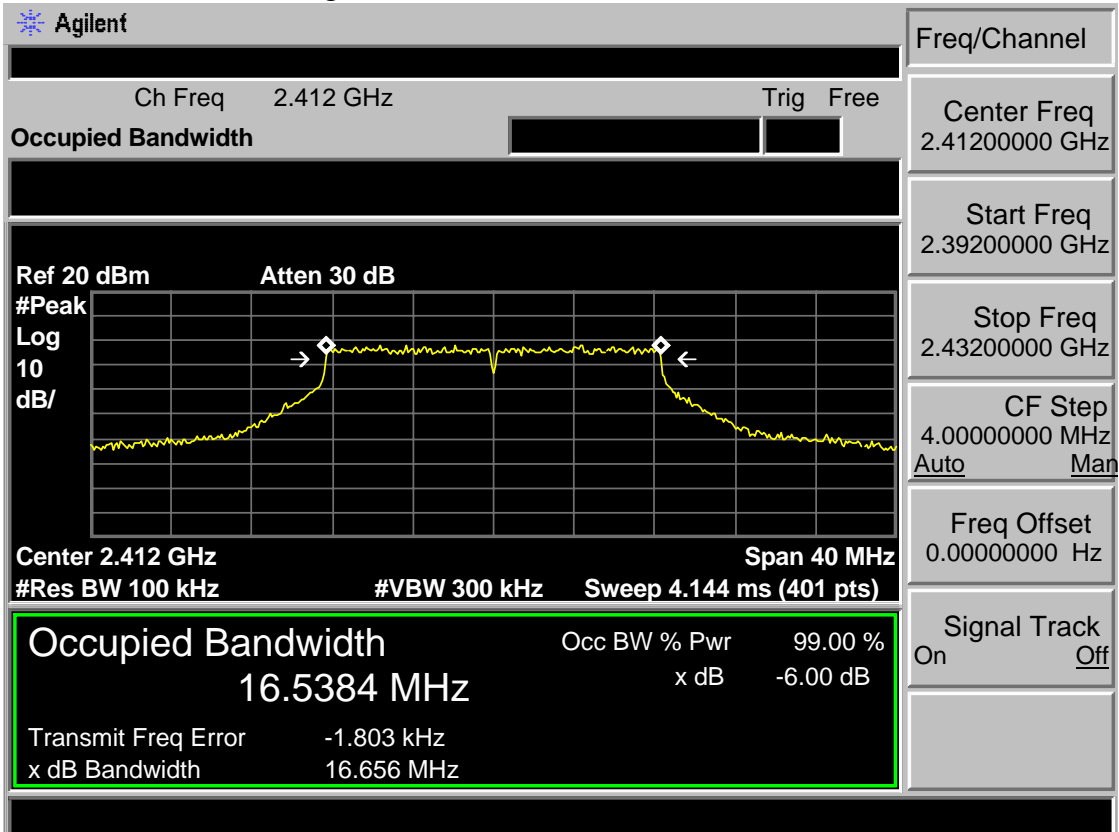 Agilent
Freq/Channel
Ch Freq 2.412 GHz Trig Free
Occupied Bandwidth
Center Freq
2.41200000 GHz
Start Freq
2.39200000 GHz
Stop Freq
2.43200000 GHz
CF Step
4.00000000 MHz
Auto Man
Freq Offset
0.00000000 Hz
Signal Track
On Off
Ref 20 dBm Atten 30 dB
#Peak
Log
10
dB/
Center 2.412 GHz Span 40 MHz
#Res BW 100 kHz #VBW 300 kHz Sweep 4.144 ms (401 pts)
Occupied Bandwidth Occ BW % Pwr 99.00 %
16.5384 MHz x dB -6.00 dB
Transmit Freq Error -1.803 kHz
x dB Bandwidth 16.656 MHz